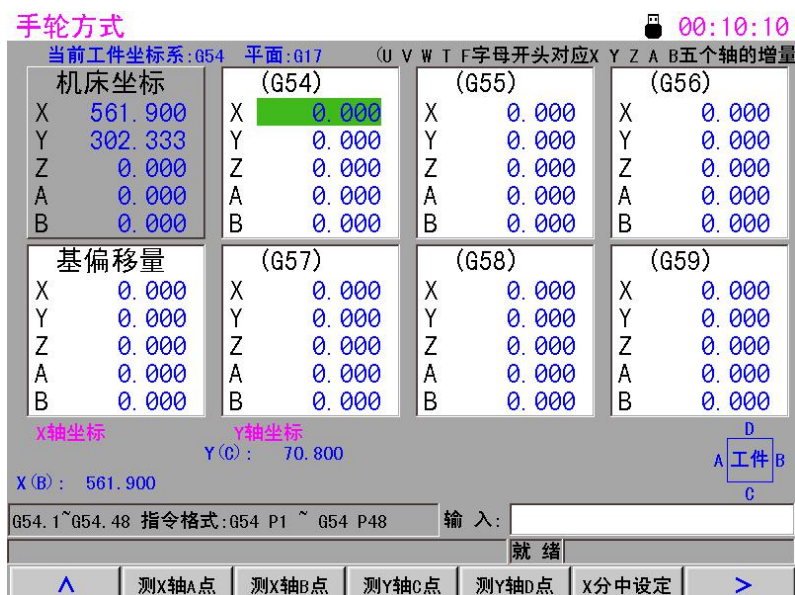 手轮方式 00:10:10
当前工件坐标系:G54 平面:G17 (U V W T F字母开头对应X Y Z A B五个轴的增量
机床坐标 (G54) (G55) (G56)
X 561.900 X 0.000 X 0.000 X 0.000
Y 302.333 Y 0.000 Y 0.000 Y 0.000
Z 0.000 Z 0.000 Z 0.000 Z 0.000
A 0.000 A 0.000 A 0.000 A 0.000
B 0.000 B 0.000 B 0.000 B 0.000
基偏移量 (G57) (G58) (G59)
X 0.000 X 0.000 X 0.000 X 0.000
Y 0.000 Y 0.000 Y 0.000 Y 0.000
Z 0.000 Z 0.000 Z 0.000 Z 0.000
A 0.000 A 0.000 A 0.000 A 0.000
B 0.000 B 0.000 B 0.000 B 0.000
X轴坐标 Y轴坐标 D
Y(C): 70.800
A 工件 B
X(B): 561.900
C
G54.1~G54.48 指令格式:G54 P1 ~ G54 P48 输 入:
就 绪
^ 测X轴A点 测X轴B点 测Y轴C点 测Y轴D点 X分中设定 >